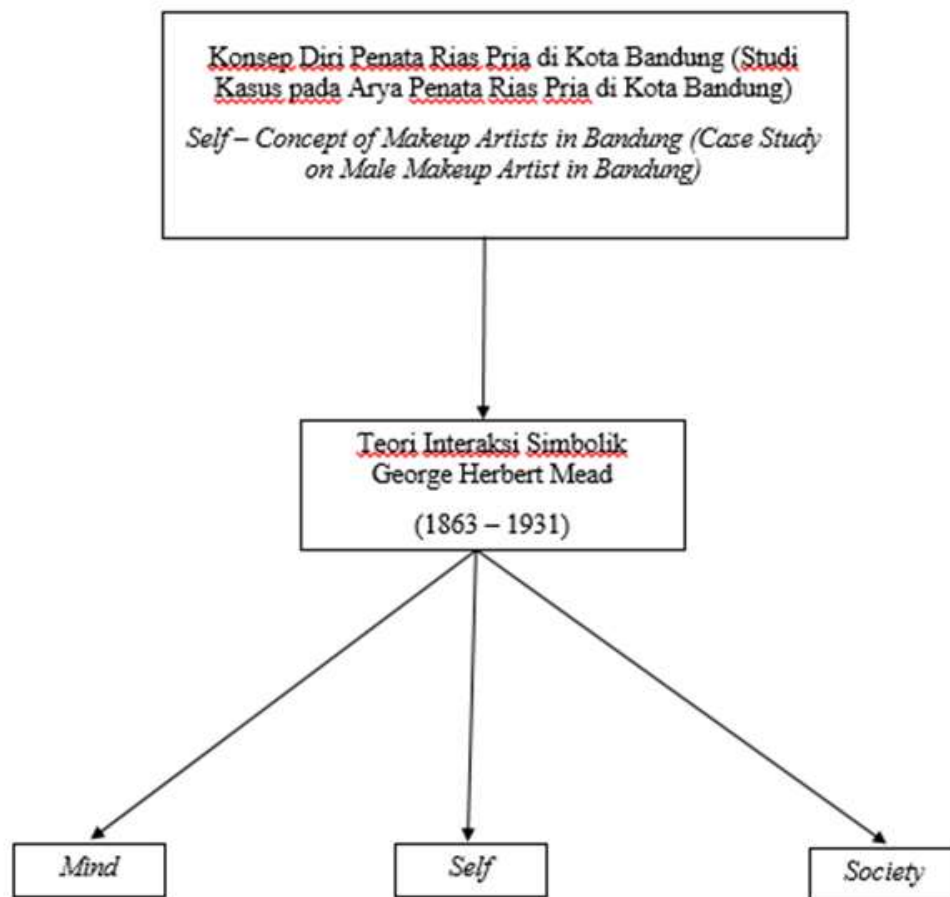 Konsep Diri Penata Rias Pria di Kota Bandung (Studi
Kasus pada Arya Penata Rias Pria di Kota Bandung)
Self – Concept of Makeup Artists in Bandung (Case Study
on Male Makeup Artist in Bandung)
Teori Interaksi Simbolik
George Herbert Mead
(1863 – 1931)
Mind
Self
Society